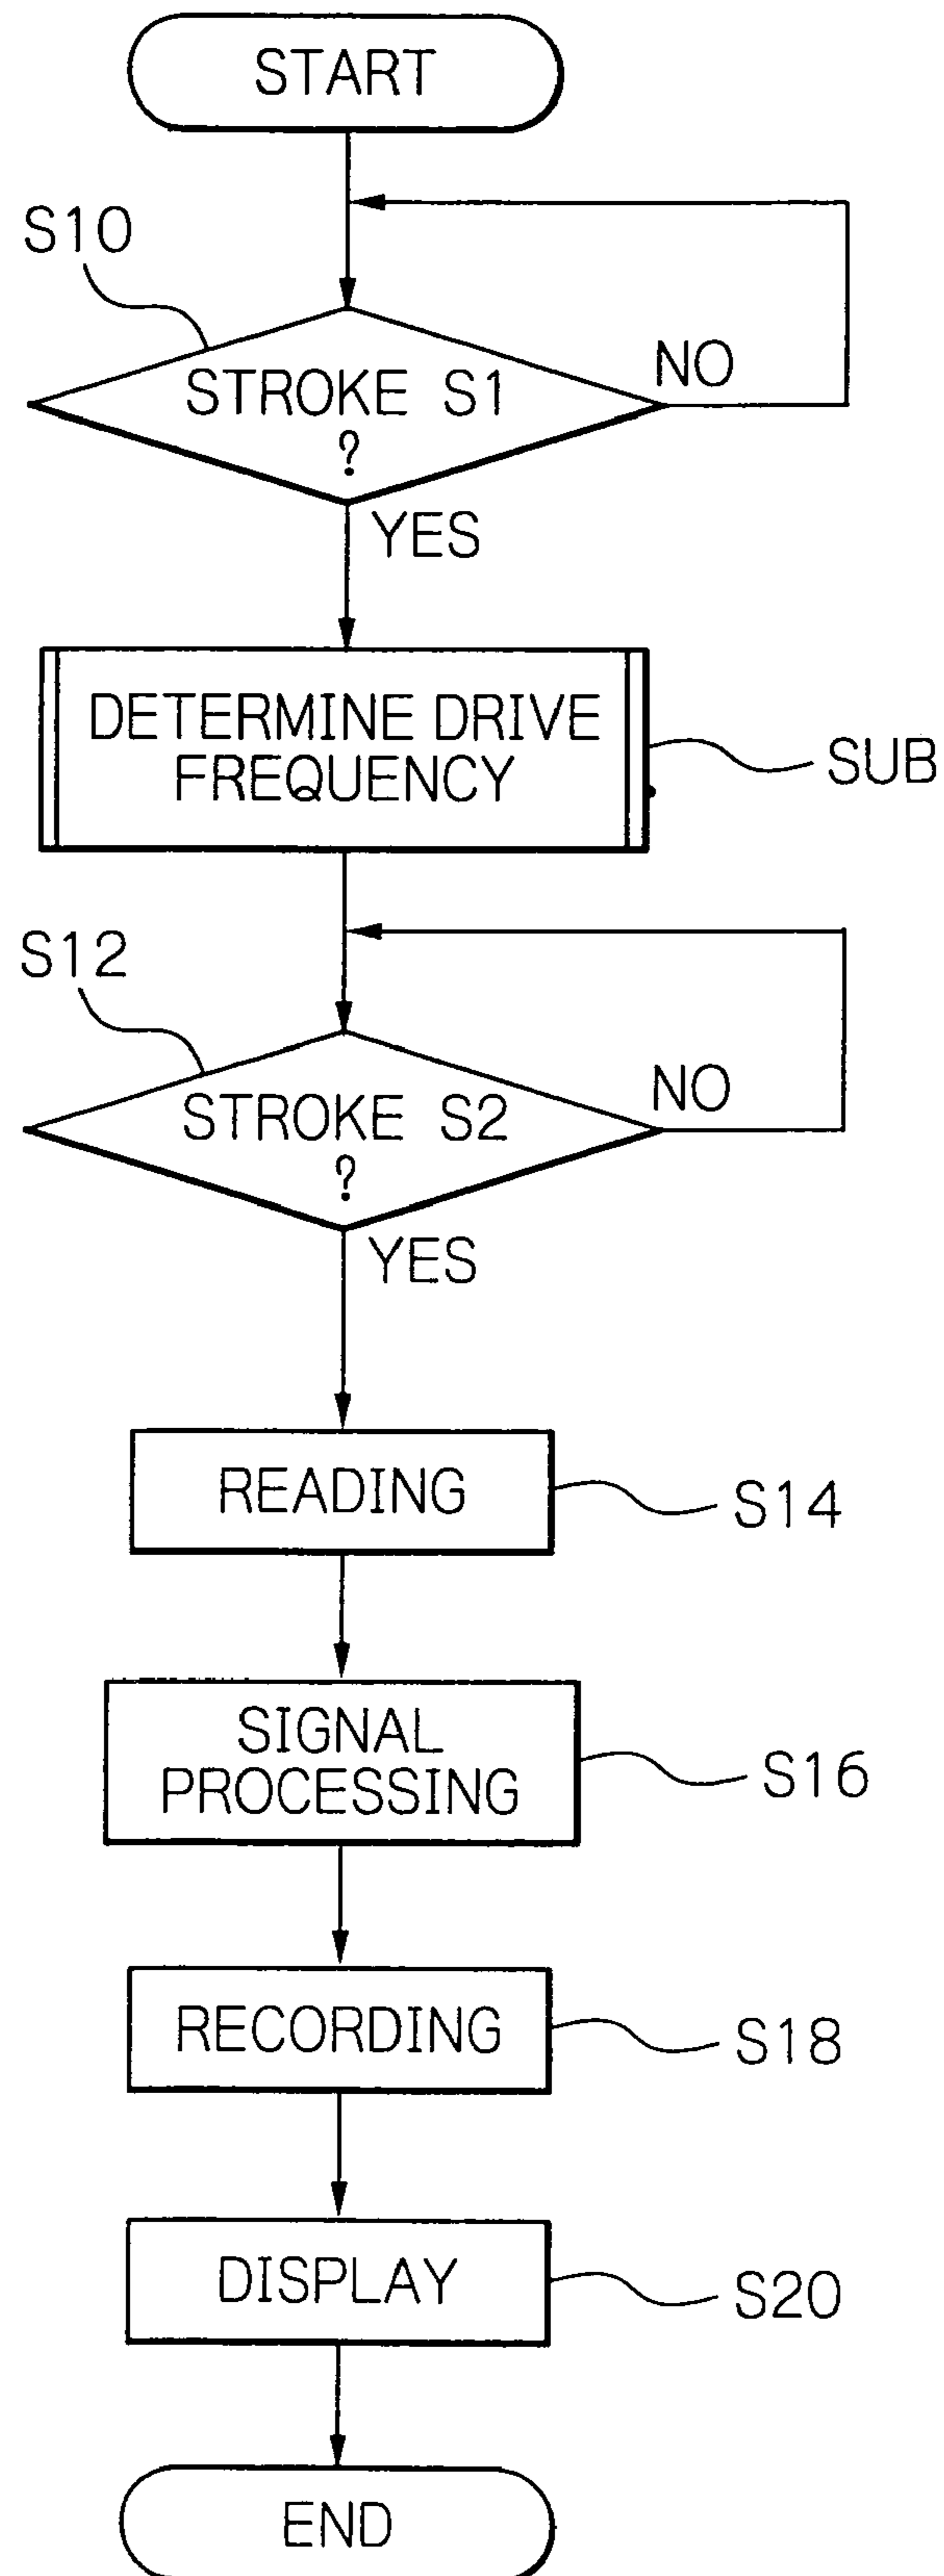 START
S10
STROKE S1
?
NO
YES
DETERMINE DRIVE
FREQUENCY
SUB
S12
STROKE S2
?
NO
YES
READING
S14
SIGNAL
PROCESSING
S16
RECORDING
S18
DISPLAY
S20
END